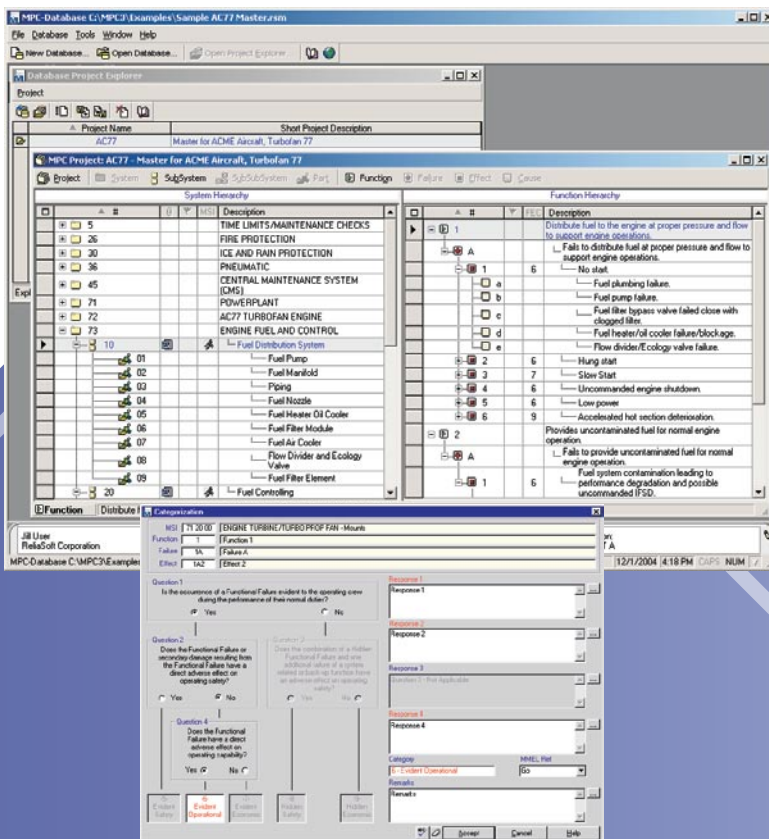 MPC-Database C:\MPC3\Examples\Sample AC77 Master.rsm
File Database Tools Window Help
New Database... Open Database... Open Project Explorer...
Database Project Explorer
Project
Project Name Short Project Description
AC77 Master for ACME Aircraft, Turbofan 77
MPC Project: AC77 - Master for ACME Aircraft, Turbofan 77
Project System SubSystem SubSubSystem Part Function Failure Effect Cause
System Hierarchy
# MSI Description
5 TIME LIMITS/MAINTENANCE CHECKS
26 FIRE PROTECTION
30 ICE AND RAIN PROTECTION
36 PNEUMATIC
45 CENTRAL MAINTENANCE SYSTEM
(CMS)
71 POWERPLANT
72 AC77 TURBOFAN ENGINE
73 ENGINE FUEL AND CONTROL
10 Fuel Distribution System
01 Fuel Pump
02 Fuel Manifold
03 Piping
04 Fuel Nozzle
05 Fuel Heater Oil Cooler
06 Fuel Filter Module
07 Fuel Air Cooler
08 Flow Divider and Ecology
Valve
09 Fuel Filter Element
20 Fuel Controlling
Function Hierarchy
# FEC Description
1 Distribute fuel to the engine at proper pressure and flow
to support engine operations.
A Fails to distribute fuel at proper pressure and flow to
support engine operations.
1 6 No start.
a Fuel plumbing failure.
b Fuel pump failure.
c Fuel filter bypass valve failed close with
clogged filter.
d Fuel heater/oil cooler failure/blockage.
e Flow divider/Ecology valve failure.
2 6 Hung start
3 7 Slow Start
4 6 Uncommanded engine shutdown.
5 6 Low power
6 9 Accelerated hot section deterioration.
2 Provides uncontaminated fuel for normal engine
operation.
A Fails to provide uncontaminated fuel for normal
engine operation.
1 6 Fuel system contamination leading to
performance degradation and possible
uncommanded IFSD.
Expl
Function Distribute f
Jill User
ReliaSoft Corporation
MPC-Database C:\MPC3\Examples
on:
T A
12/1/2004 4:18 PM CAPS NUM
Categorization
MSI 71 20 00 ENGINE TURBINE/TURBO PFOP FAN - Mounts
Function 1 Function 1
Failure 1A Failure A
Effect 1A2 Effect 2
Question 1
Is the occurrence of a Functional Failure evident to the operating crew
during the performance of their normal duties?
Yes No
Question 2
Does the Functional Failure or
secondary damage resulting from
the Functional Failure have a
direct adverse effect on
operating safety?
Yes No
Question 3
Does the combination of a Hidden
Functional Failure and one
additional failure of a system
related or back-up function have
an adverse effect on operating
safety?
Yes No
Question 4
Does the Functional
Failure have a direct
adverse effect on
operating capability?
Yes No
-5-
Evident
Safety
-6-
Evident
Operational
-7-
Evident
Economic
-8-
Hidden
Safety
-9-
Hidden
Economic
Response 1
Response 1
Response 2
Response 2
Response 3
Question 3 - Not Applicable
Response 4
Response 4
Category MMEL Ref
6 - Evident Operational Go
Remarks
Remarks
Accept Cancel Help